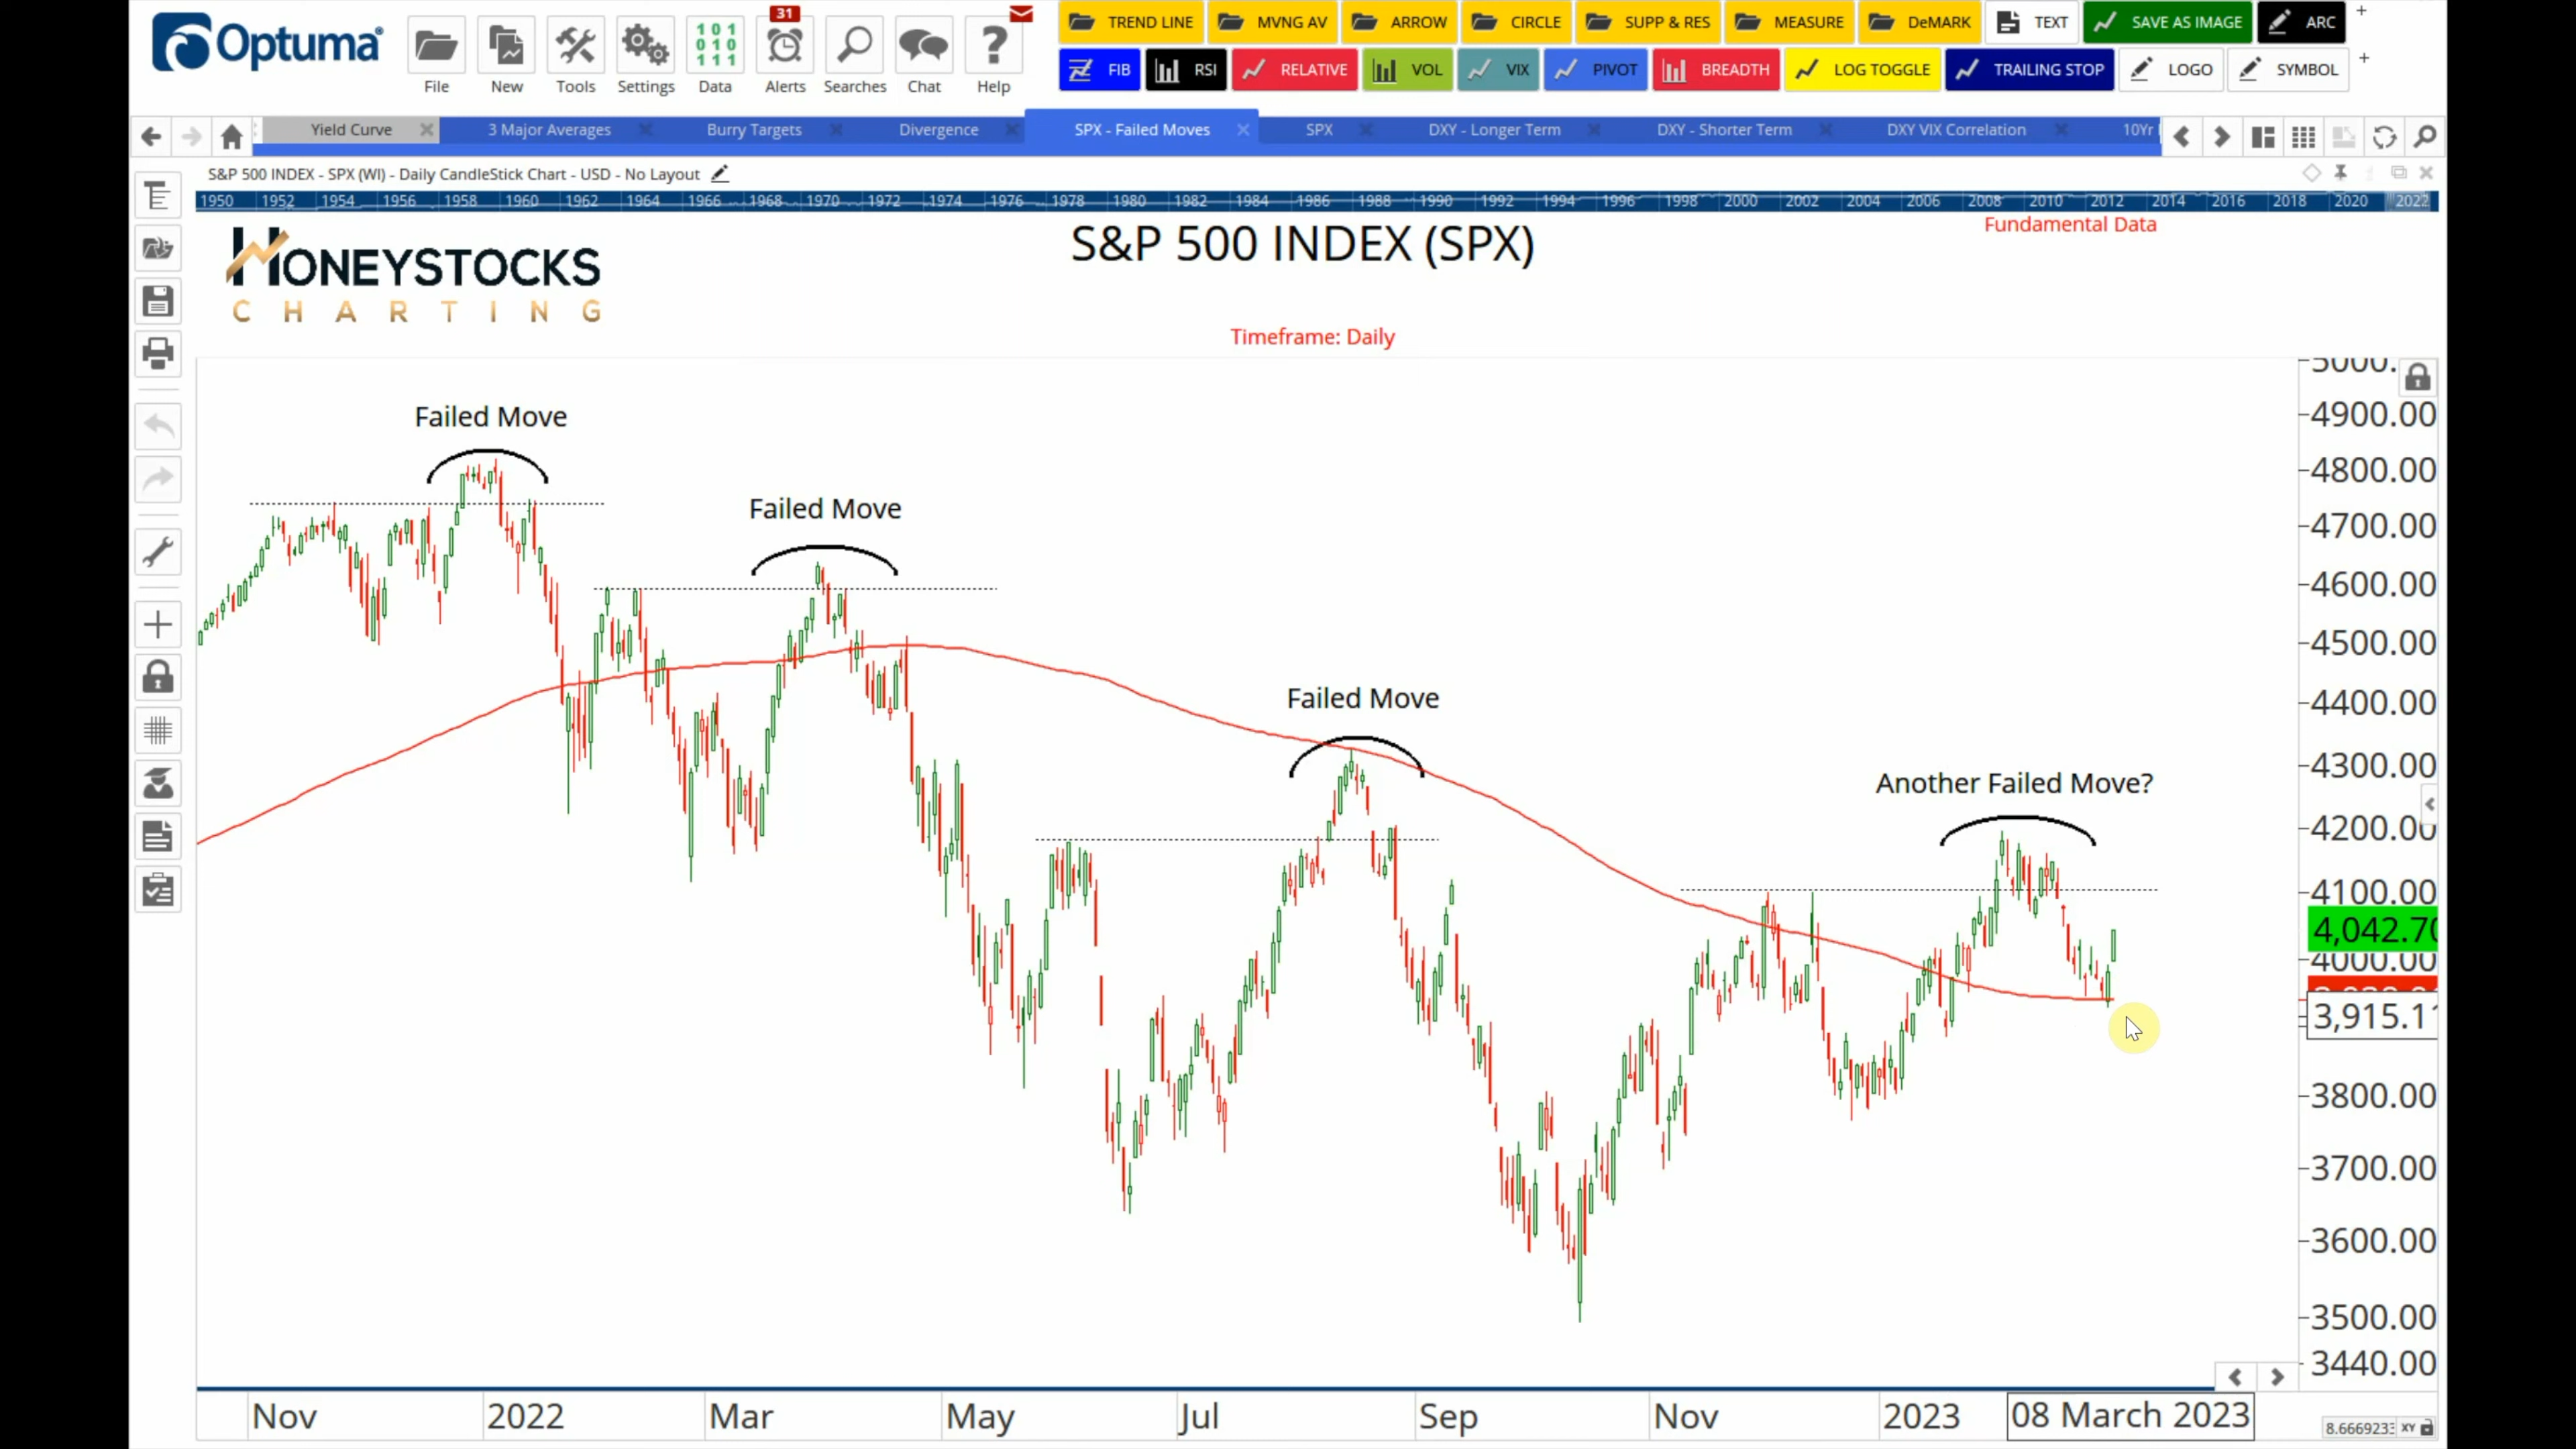 Optuma
File
New
Tools
Settings
Data
31
Alerts
Searches
Chat
Help
TREND LINE
MVNG AV
ARROW
CIRCLE
SUPP & RES
MEASURE
DeMARK
TEXT
SAVE AS IMAGE
ARC
FIB
RSI
RELATIVE
VOL
VIX
PIVOT
BREADTH
LOG TOGGLE
TRAILING STOP
LOGO
SYMBOL
Yield Curve
3 Major Averages
Burry Targets
Divergence
SPX - Failed Moves
SPX
DXY - Longer Term
DXY - Shorter Term
DXY VIX Correlation
10Yr
S&P 500 INDEX - SPX (WI) - Daily CandleStick Chart - USD - No Layout
1950 1952 1954 1956 1958 1960 1962 1964 1966 1968 1970 1972 1974 1976 1978 1980 1982 1984 1986 1988 1990 1992 1994 1996 1998 2000 2002 2004 2006 2008 2010 2012 2014 2016 2018 2020 2022
Fundamental Data
HONEYSTOCKS
CHARTING
S&P 500 INDEX (SPX)
Timeframe: Daily
Failed Move
Failed Move
Failed Move
Another Failed Move?
5000.
4900.00
4800.00
4700.00
4600.00
4500.00
4400.00
4300.00
4200.00
4100.00
4,042.70
4000.00
3,915.11
3800.00
3700.00
3600.00
3500.00
3440.00
Nov
2022
Mar
May
Jul
Sep
Nov
2023
08 March 2023
8.6669233 XY